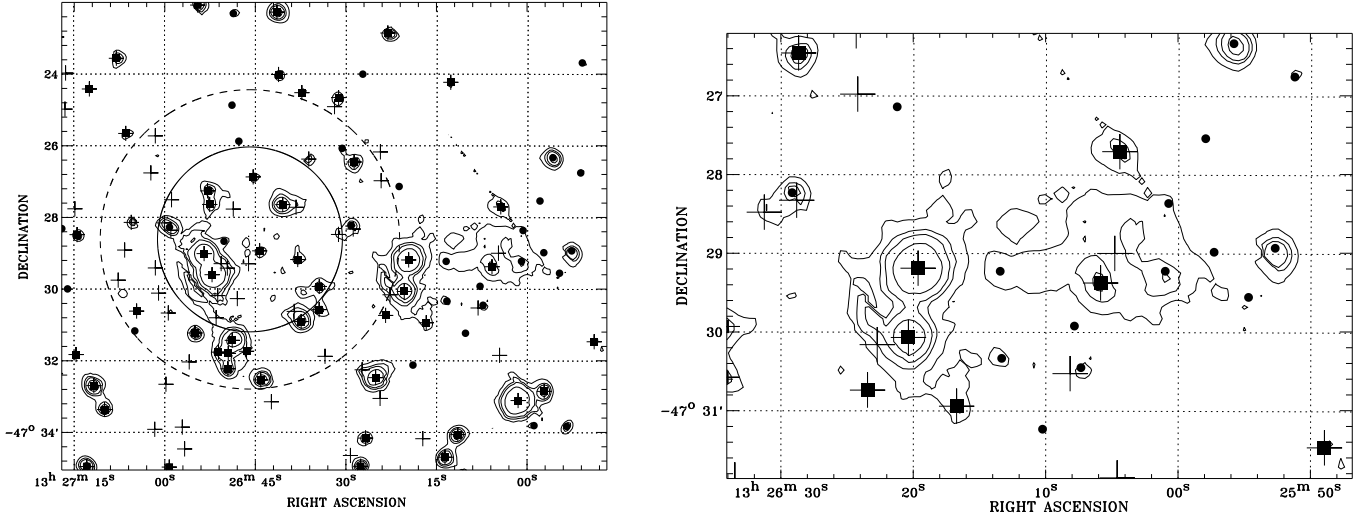 24
26
28
30
32
−47° 34'
DECLINATION
13ʰ 27ᵐ 15ˢ 00ˢ 26ᵐ 45ˢ 30ˢ 15ˢ 00ˢ
RIGHT ASCENSION
27
28
29
30
−47° 31'
DECLINATION
13ʰ 26ᵐ 30ˢ 20ˢ 10ˢ 00ˢ 25ᵐ 50ˢ
RIGHT ASCENSION